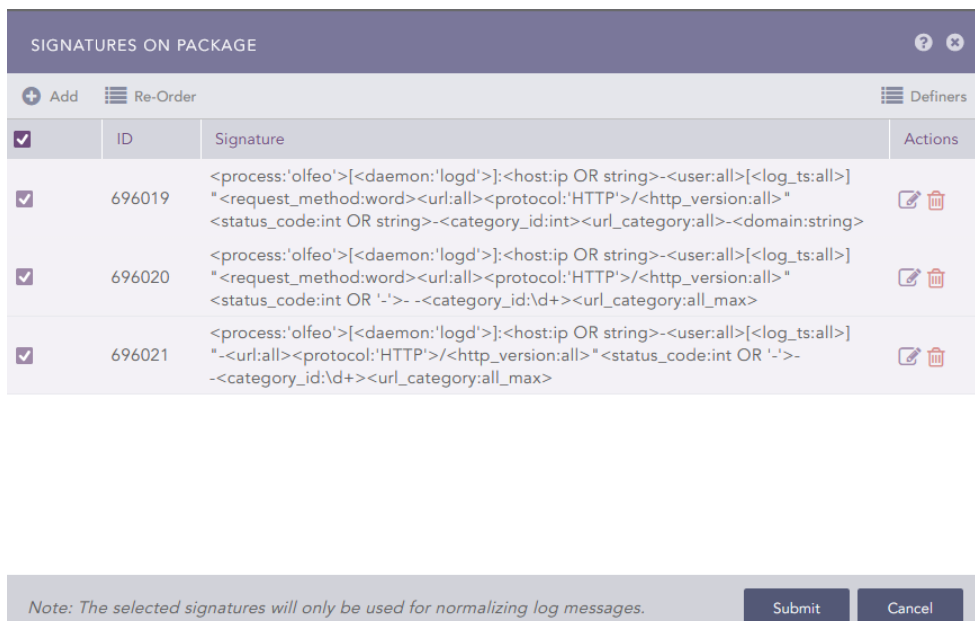 SIGNATURES ON PACKAGE
Add Re-Order Definers
ID Signature Actions
<process:'olfeo'>[<daemon:'logd'>]:<host:ip OR string>-<user:all>[<log_ts:all>]
696019 "<request_method:word><url:all><protocol:'HTTP'>/<http_version:all>"
<status_code:int OR string>-<category_id:int><url_category:all>-<domain:string>
<process:'olfeo'>[<daemon:'logd'>]:<host:ip OR string>-<user:all>[<log_ts:all>]
696020 "<request_method:word><url:all><protocol:'HTTP'>/<http_version:all>"
<status_code:int OR '-'>- -<category_id:\d+><url_category:all_max>
<process:'olfeo'>[<daemon:'logd'>]:<host:ip OR string>-<user:all>[<log_ts:all>]
696021 "-<url:all><protocol:'HTTP'>/<http_version:all>"<status_code:int OR '-'>-
-<category_id:\d+><url_category:all_max>
Note: The selected signatures will only be used for normalizing log messages. Submit Cancel